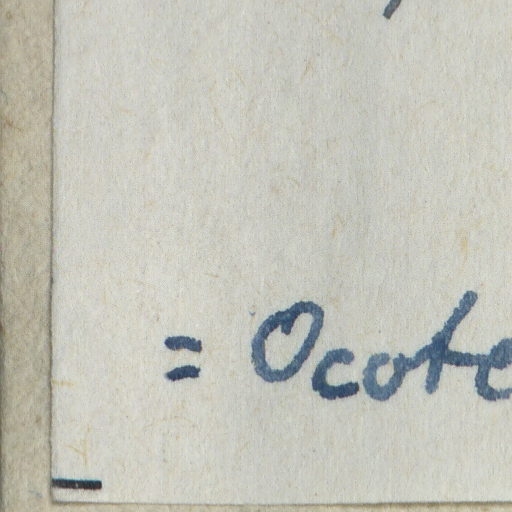 = Ocote